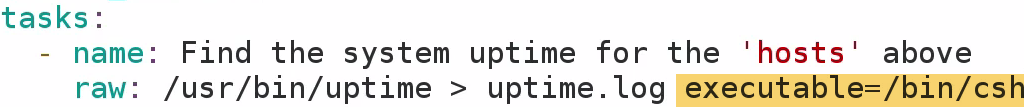 tasks:
- name: Find the system uptime for the 'hosts' above
raw: /usr/bin/uptime > uptime.log executable=/bin/csh